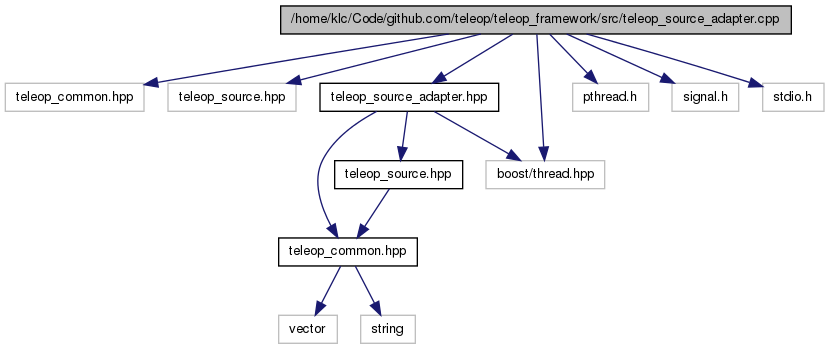 /home/klc/Code/github.com/teleop/teleop_framework/src/teleop_source_adapter.cpp
teleop_common.hpp
teleop_source.hpp
teleop_source_adapter.hpp
pthread.h
signal.h
stdio.h
teleop_source.hpp
boost/thread.hpp
teleop_common.hpp
vector
string